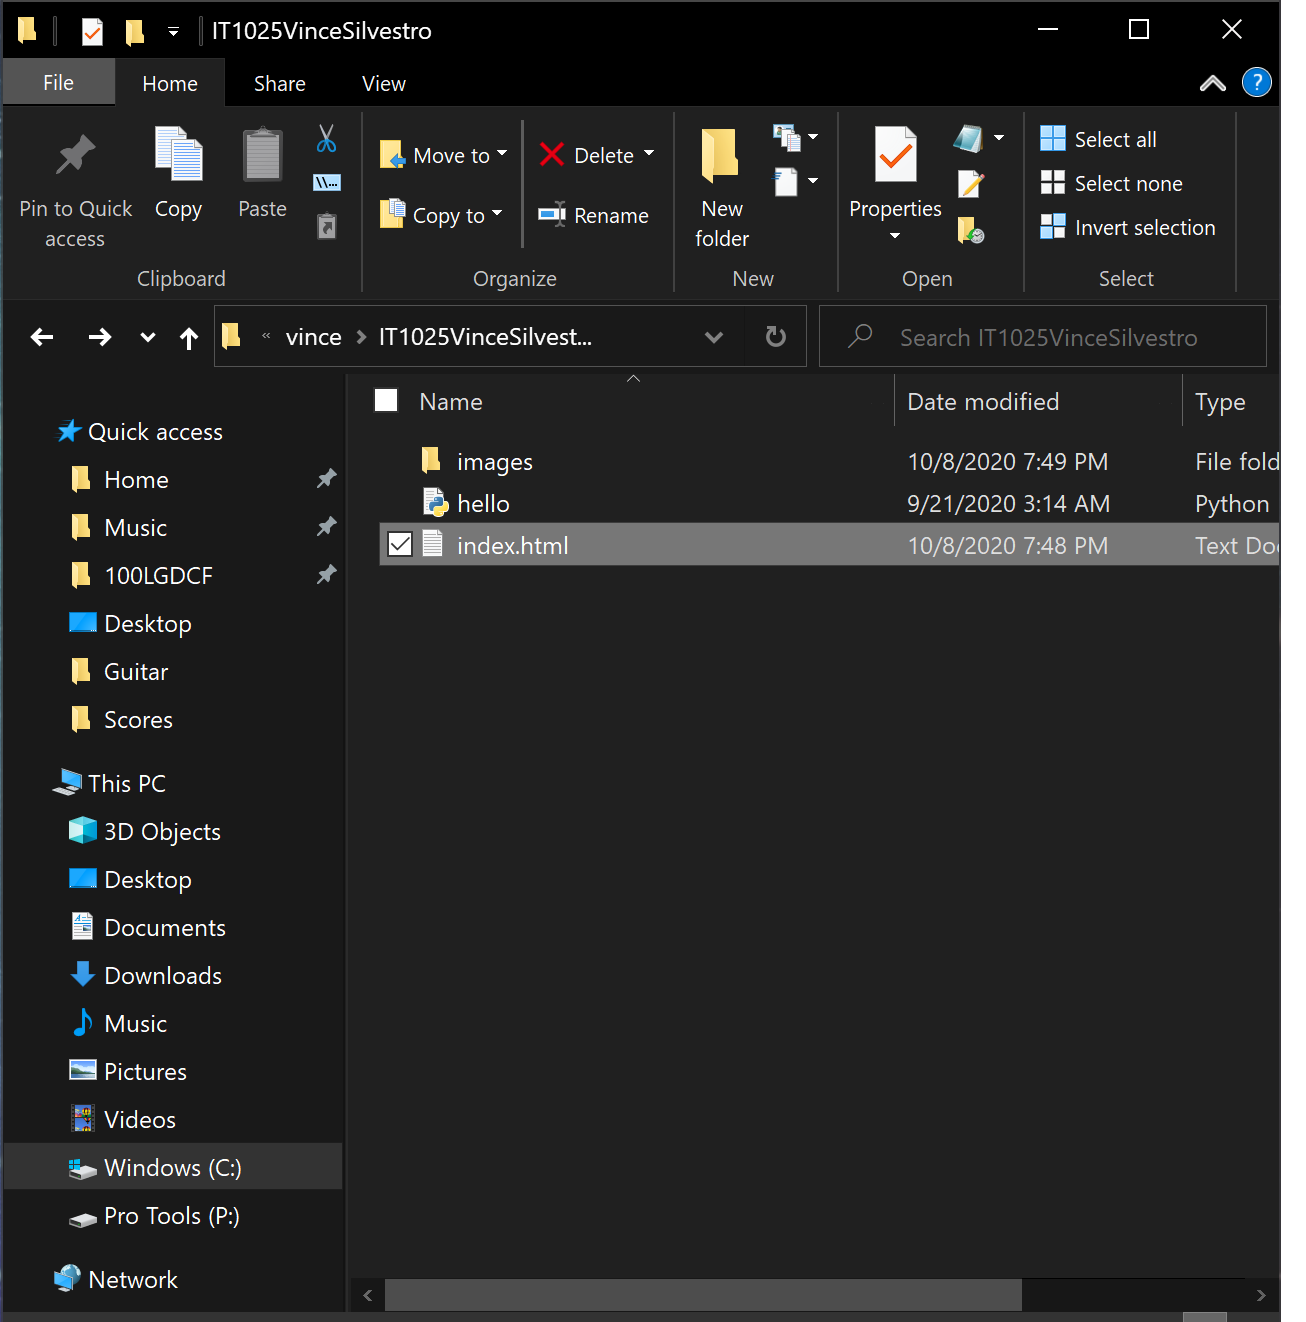 IT1025VinceSilvestro
File Home Share View
?
Pin to Quick access
Copy
Paste
Clipboard
Move to
Copy to
Delete
Rename
Organize
New folder
New
Properties
Open
Select all
Select none
Invert selection
Select
« vince > IT1025VinceSilvest...
Search IT1025VinceSilvestro
Name Date modified Type
images 10/8/2020 7:49 PM File fold
hello 9/21/2020 3:14 AM Python
index.html 10/8/2020 7:48 PM Text Doc
Quick access
Home
Music
100LGDCF
Desktop
Guitar
Scores
This PC
3D Objects
Desktop
Documents
Downloads
Music
Pictures
Videos
Windows (C:)
Pro Tools (P:)
Network